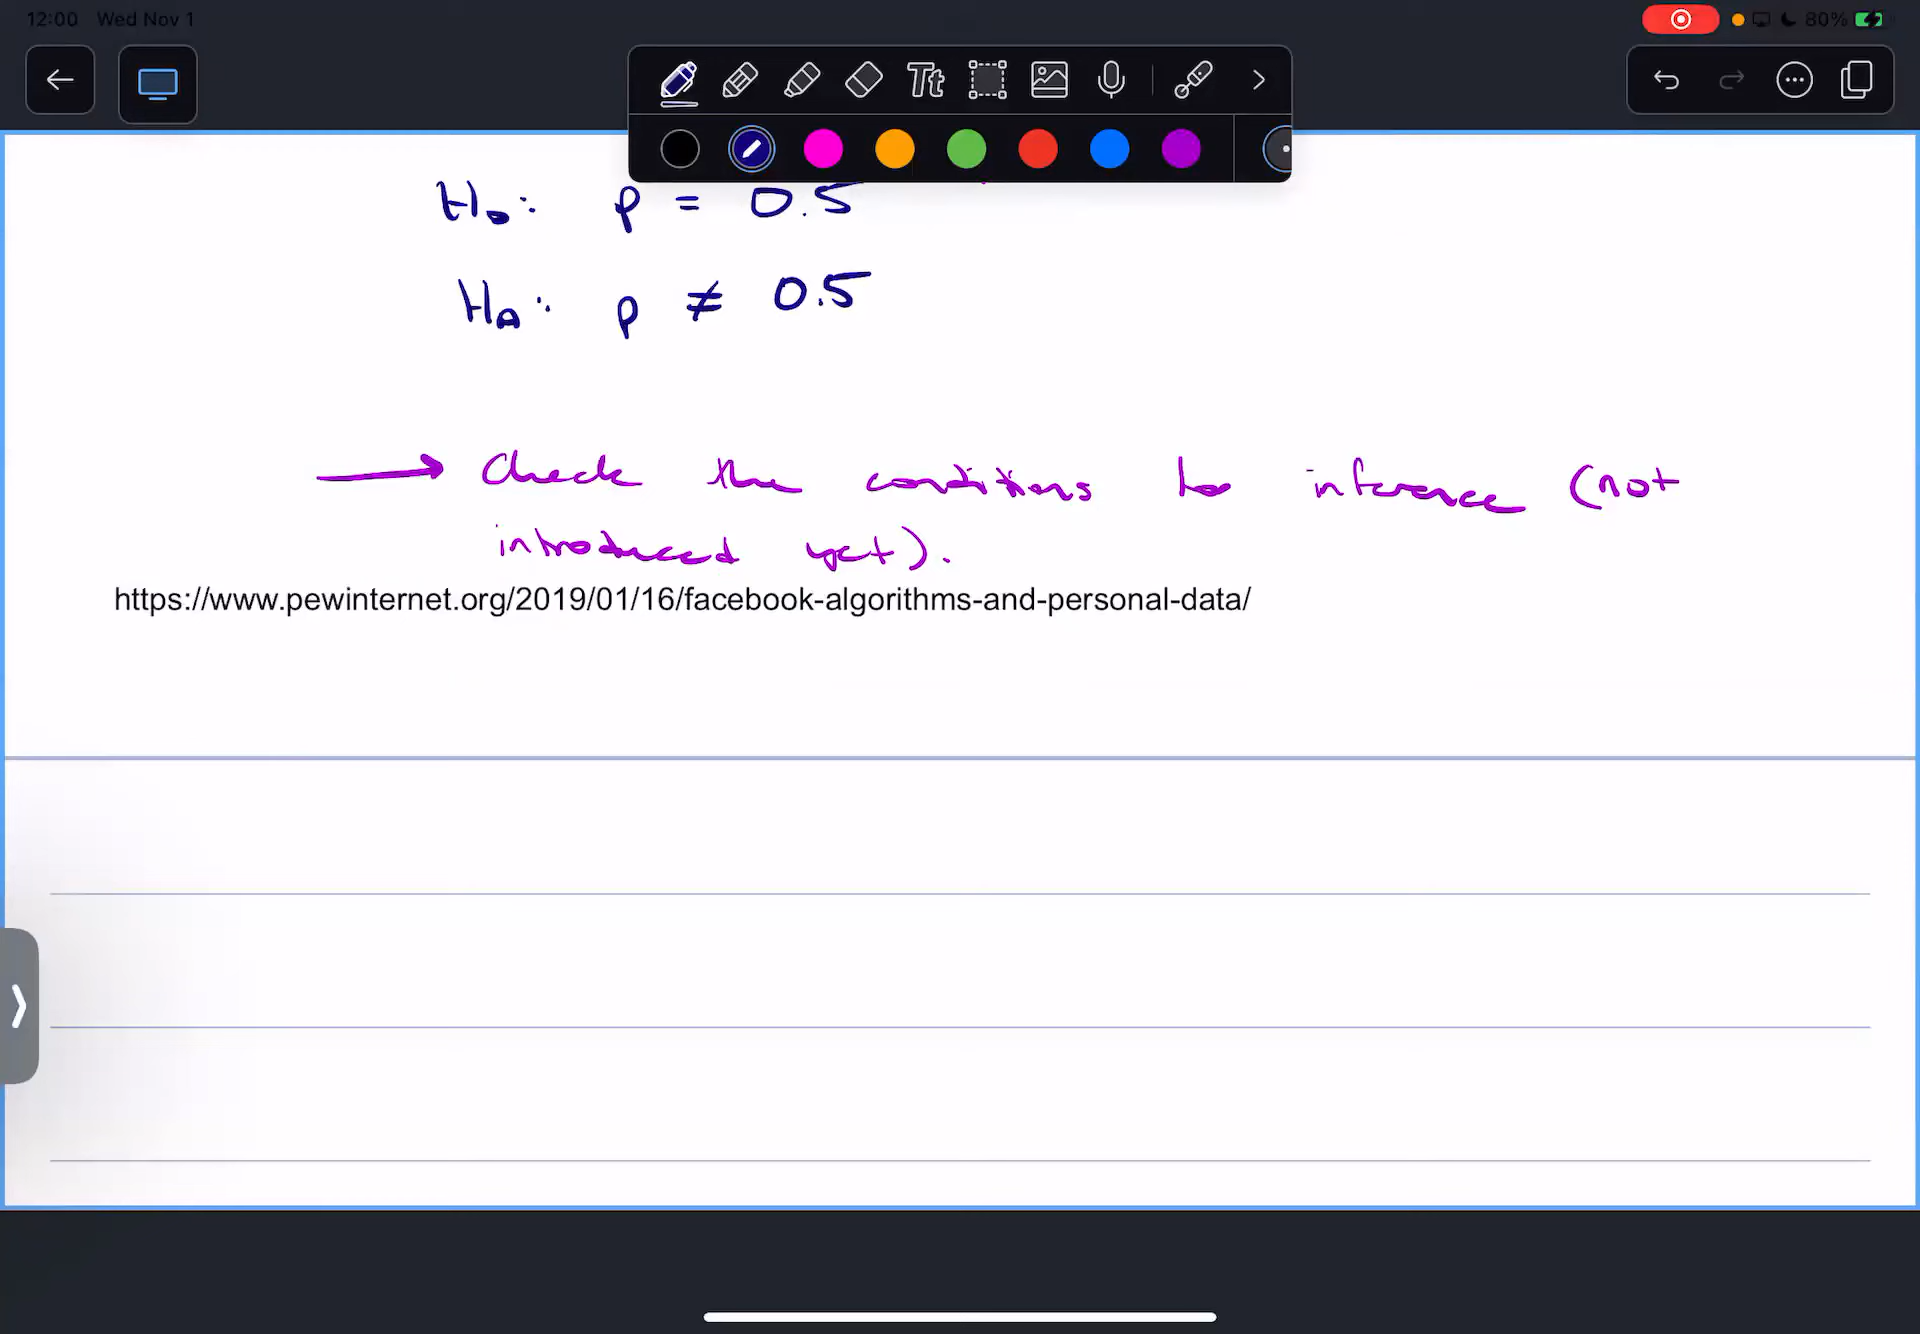 12:00 Wed Nov 1
80%
Tt
H₀: p = 0.5
Hₐ: p ≠ 0.5
→ Check the conditions to inference (not
introduced yet).
https://www.pewinternet.org/2019/01/16/facebook-algorithms-and-personal-data/